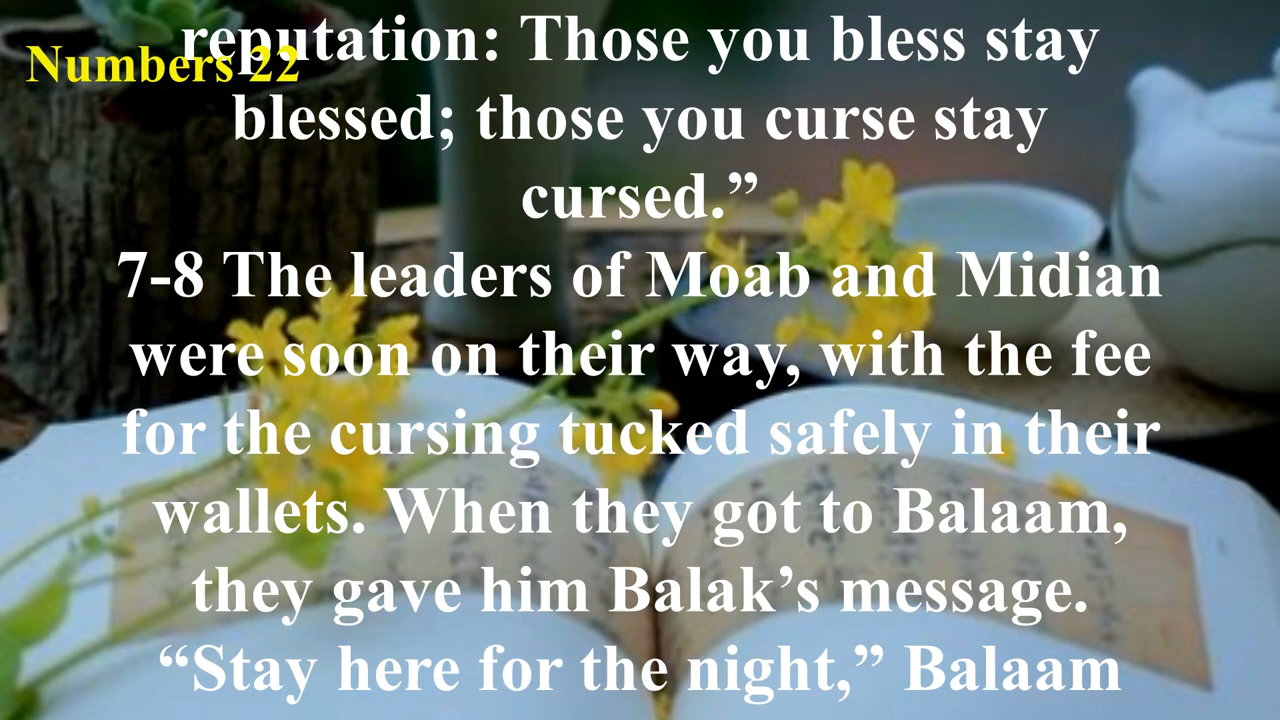 Numbers 22
reputation: Those you bless stay
blessed; those you curse stay
cursed.”
7-8 The leaders of Moab and Midian
were soon on their way, with the fee
for the cursing tucked safely in their
wallets. When they got to Balaam,
they gave him Balak’s message.
“Stay here for the night,” Balaam